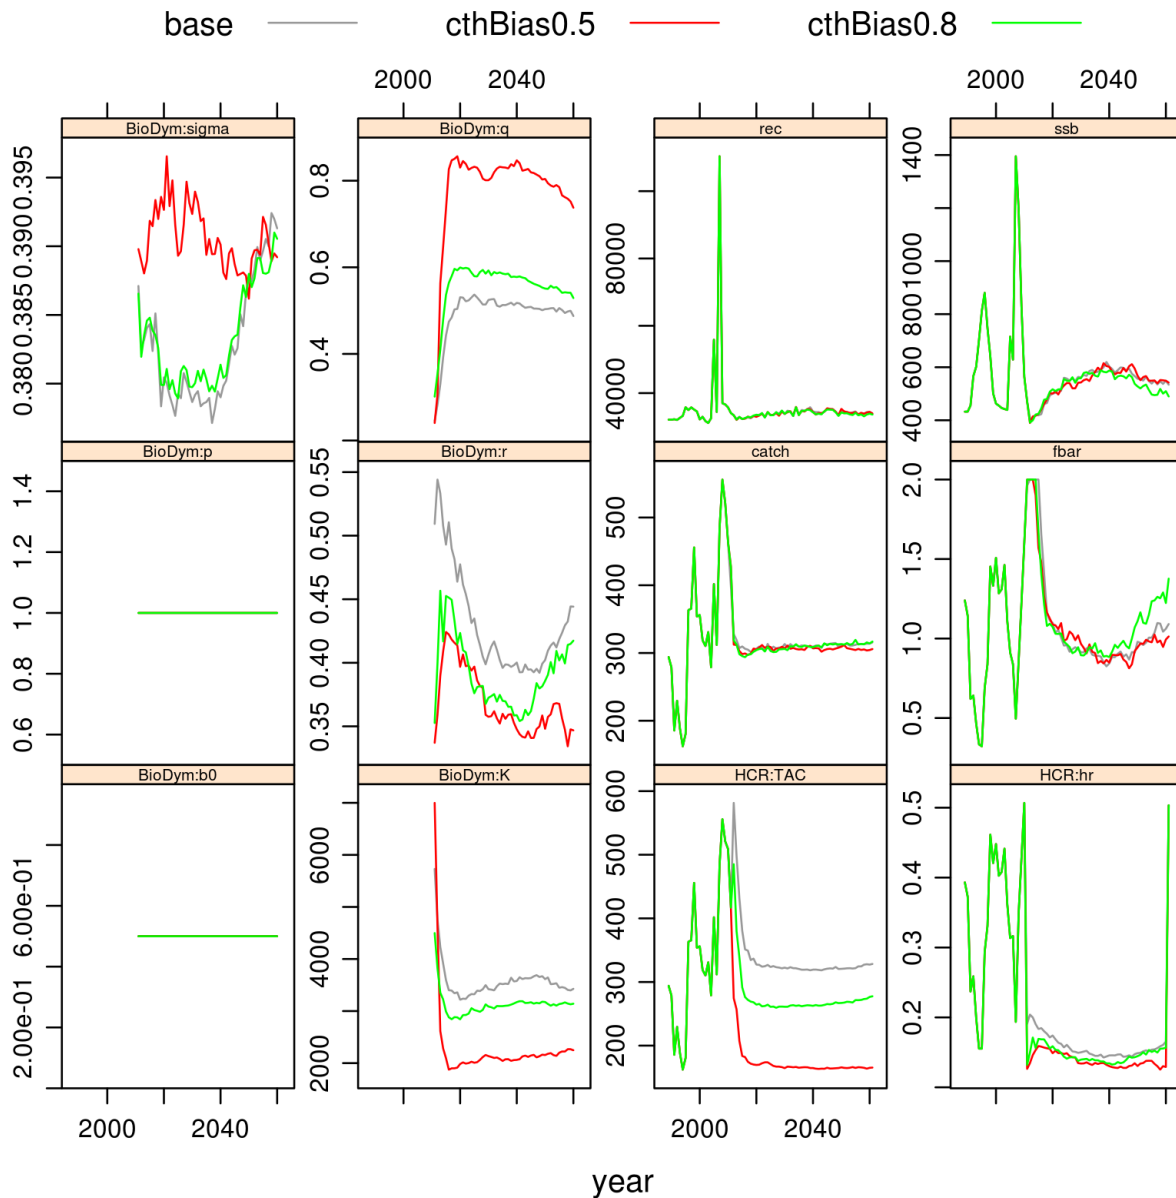 base cthBias0.5 cthBias0.8
2000 2040 2000 2040
BioDym:sigma BioDym:q rec ssb
0.380 0.385 0.390 0.395
0.4 0.6 0.8
40000 80000
400 600 800 1000 1400
BioDym:p BioDym:r catch fbar
0.6 0.8 1.0 1.2 1.4
0.35 0.40 0.45 0.50 0.55
200 300 400 500
0.5 1.0 1.5 2.0
BioDym:b0 BioDym:K HCR:TAC HCR:hr
2.00e-01 6.00e-01
2000 4000 6000
200 300 400 500 600
0.2 0.3 0.4 0.5
2000 2040 2000 2040
year